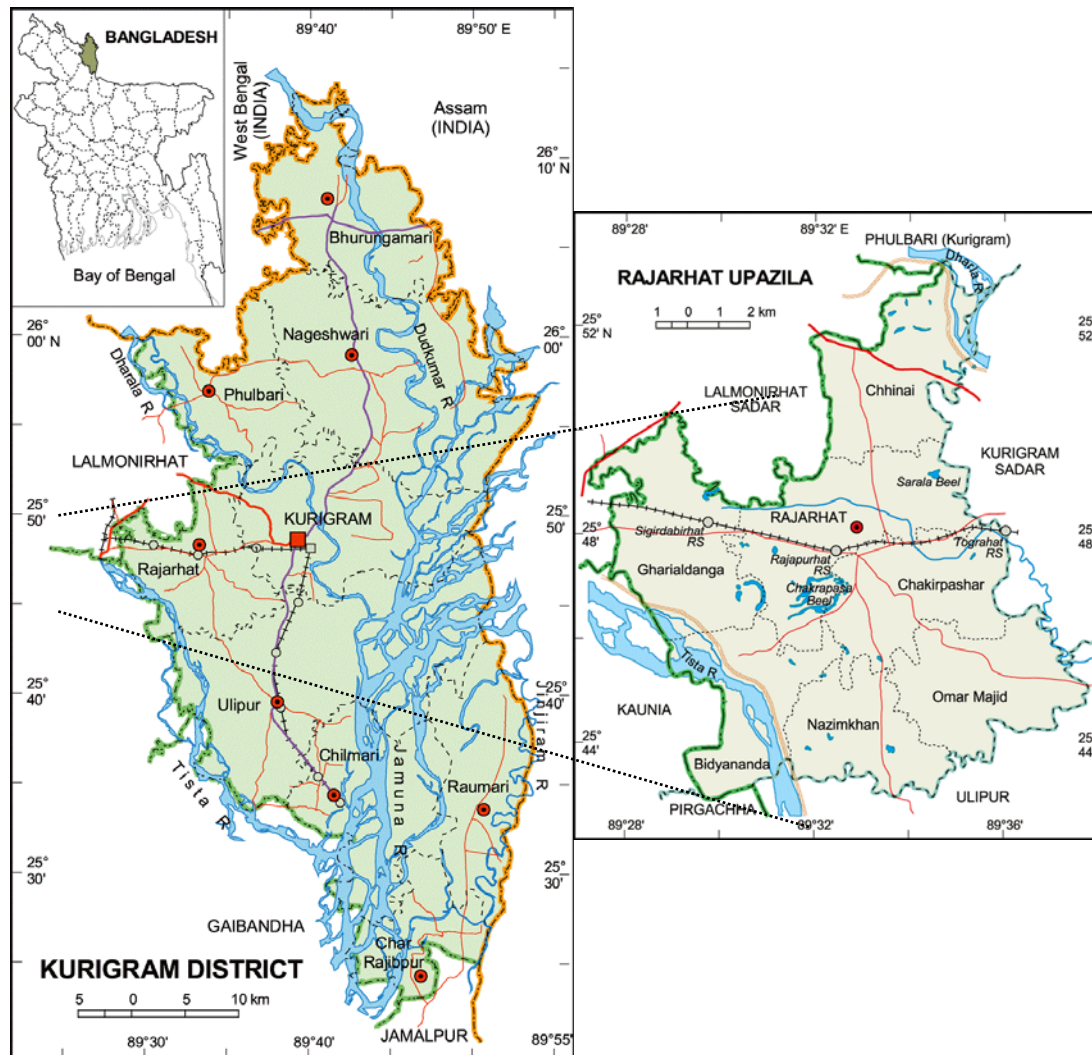 BANGLADESH
Bay of Bengal
89°40'
89°50' E
West Bengal
(INDIA)
Assam
(INDIA)
26°
10' N
Bhurungamari
26°
00' N
26°
00'
Nageshwari
Dudkumar R
Dharala R
Phulbari
LALMONIRHAT
25°
50'
25°
50'
KURIGRAM
Rajarhat
25°
40'
25°
40'
Jinjiram R
Ulipur
Chilmari
Tista R
Jamuna R
Raumari
25°
30'
25°
30'
GAIBANDHA
Char
Rajibpur
KURIGRAM DISTRICT
5 0 5 10 km
JAMALPUR
89°30'
89°40'
89°55'
89°28'
89°32' E
PHULBARI (Kurigram)
Dharla R
RAJARHAT UPAZILA
1 0 1 2 km
25°
52' N
25°
52'
LALMONIRHAT
SADAR
Chhinai
KURIGRAM
SADAR
Sarala Beel
RAJARHAT
25°
48'
25°
48'
Sigirdabirhat
RS
Rajapurhat
RS
Tograhat
RS
Gharialdanga
Chakrapasa
Beel
Chakirpashar
Tista R
KAUNIA
Omar Majid
Nazimkhan
25°
44'
25°
44'
Bidyananda
ULIPUR
PIRGACHHA
89°28'
89°32'
89°36'